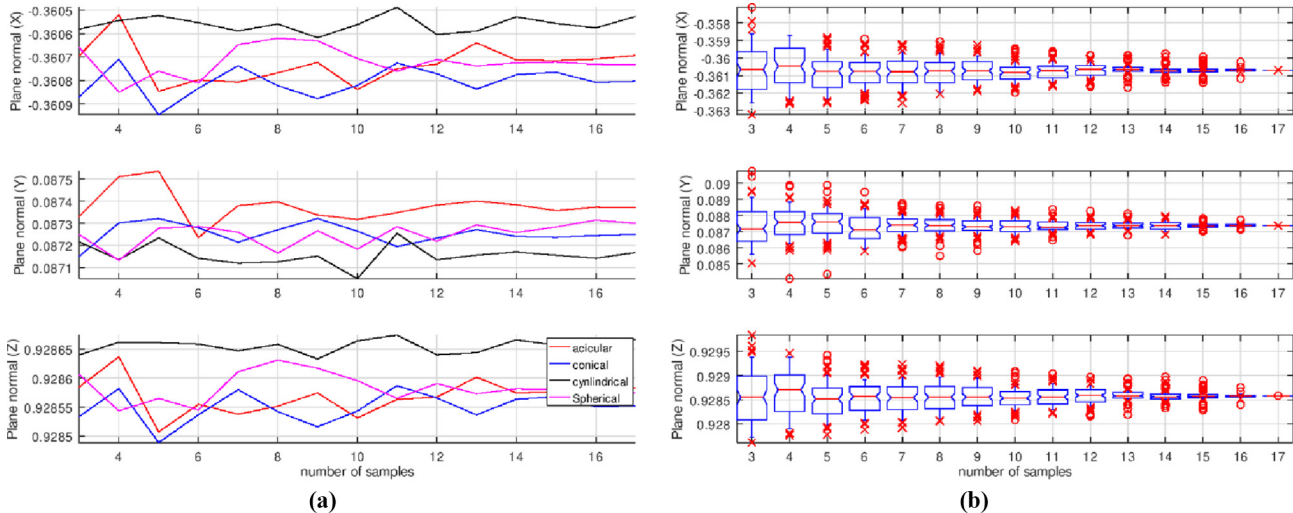 Plane normal (X)
-0.3605
-0.3606
-0.3607
-0.3608
-0.3609
4 6 8 10 12 14 16
Plane normal (Y)
0.0875
0.0874
0.0873
0.0872
0.0871
4 6 8 10 12 14 16
Plane normal (Z)
0.92865
0.9286
0.92855
0.9285
acicular
conical
cynlindrical
Spherical
4 6 8 10 12 14 16
number of samples
(a)
Plane normal (X)
-0.358
-0.359
-0.36
-0.361
-0.362
-0.363
3 4 5 6 7 8 9 10 11 12 13 14 15 16 17
Plane normal (Y)
0.09
0.089
0.088
0.087
0.086
0.085
3 4 5 6 7 8 9 10 11 12 13 14 15 16 17
Plane normal (Z)
0.9295
0.929
0.9285
0.928
3 4 5 6 7 8 9 10 11 12 13 14 15 16 17
number of samples
(b)